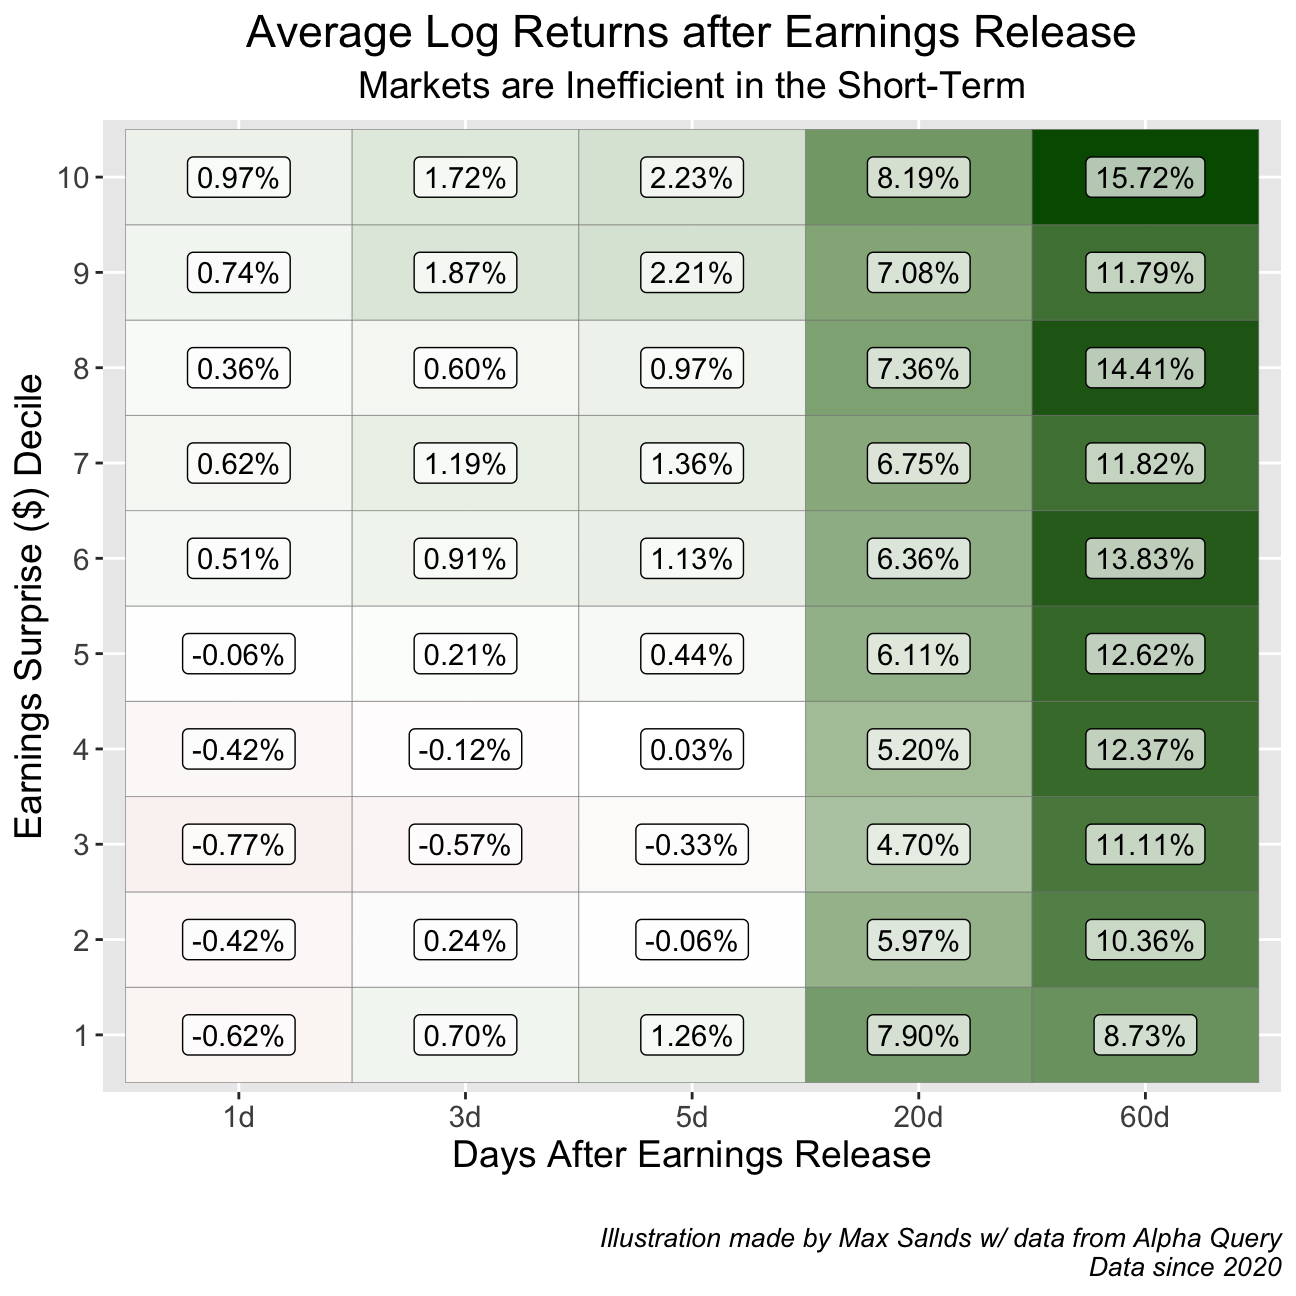 Average Log Returns after Earnings Release
Markets are Inefficient in the Short-Term
Earnings Surprise ($) Decile
10 0.97% 1.72% 2.23% 8.19% 15.72%
9 0.74% 1.87% 2.21% 7.08% 11.79%
8 0.36% 0.60% 0.97% 7.36% 14.41%
7 0.62% 1.19% 1.36% 6.75% 11.82%
6 0.51% 0.91% 1.13% 6.36% 13.83%
5 -0.06% 0.21% 0.44% 6.11% 12.62%
4 -0.42% -0.12% 0.03% 5.20% 12.37%
3 -0.77% -0.57% -0.33% 4.70% 11.11%
2 -0.42% 0.24% -0.06% 5.97% 10.36%
1 -0.62% 0.70% 1.26% 7.90% 8.73%
1d 3d 5d 20d 60d
Days After Earnings Release
Illustration made by Max Sands w/ data from Alpha Query
Data since 2020